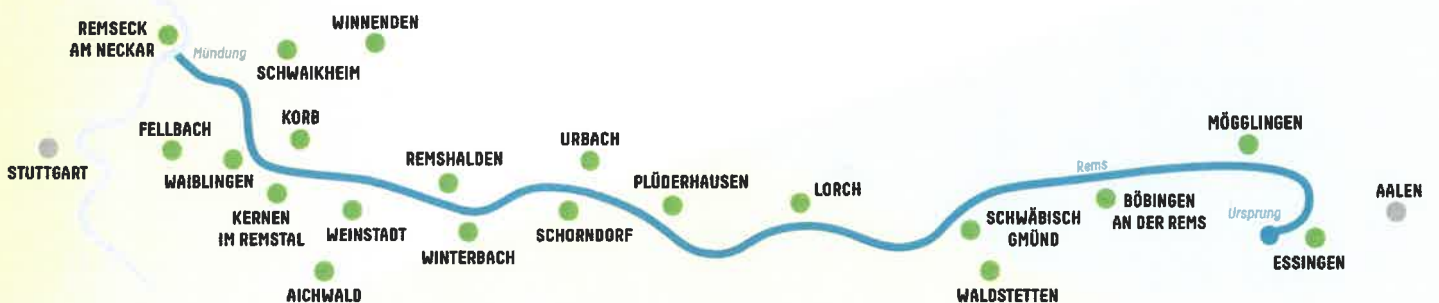 REMSECK
AM NECKAR
Mündung
WINNENDEN
SCHWAIKHEIM
STUTTGART
FELLBACH
WAIBLINGEN
KORB
KERNEN
IM REMSTAL
WEINSTADT
AICHWALD
REMSHALDEN
WINTERBACH
URBACH
SCHORNDORF
PLÜDERHAUSEN
LORCH
SCHWÄBISCH
GMÜND
WALDSTETTEN
Rems
BÖBINGEN
AN DER REMS
MÖGGLINGEN
Ursprung
ESSINGEN
AALEN